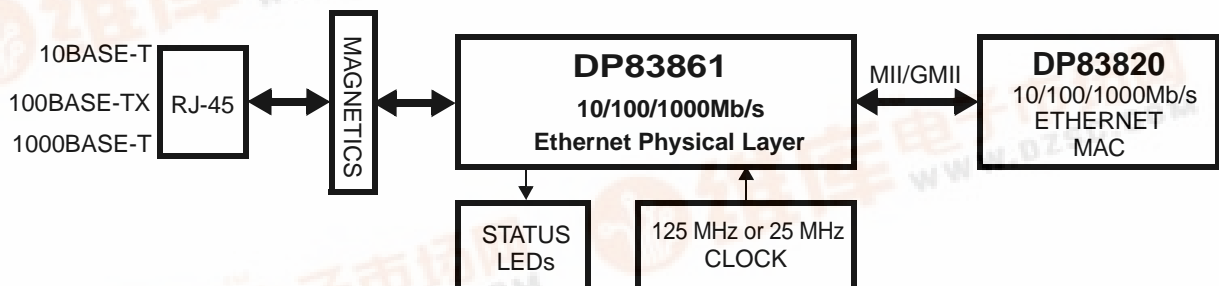 10BASE-T
100BASE-TX
1000BASE-T
RJ-45
MAGNETICS
DP83861
10/100/1000Mb/s
Ethernet Physical Layer
MII/GMII
DP83820
10/100/1000Mb/s
ETHERNET
MAC
STATUS
LEDs
125 MHz or 25 MHz
CLOCK